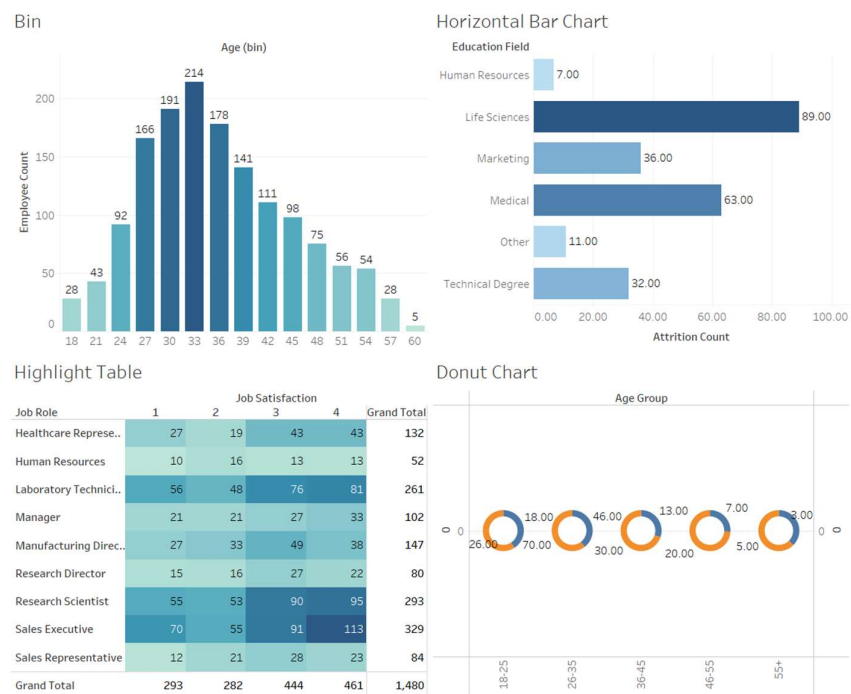 Bin
Age (bin)
Employee Count
200
150
100
50
0
28
43
92
166
191
214
178
141
111
98
75
56
54
28
5
18 21 24 27 30 33 36 39 42 45 48 51 54 57 60
Horizontal Bar Chart
Education Field
Human Resources 7.00
Life Sciences 89.00
Marketing 36.00
Medical 63.00
Other 11.00
Technical Degree 32.00
0.00 20.00 40.00 60.00 80.00 100.00
Attrition Count
Highlight Table
Job Satisfaction
Job Role 1 2 3 4 Grand Total
Healthcare Represe.. 27 19 43 43 132
Human Resources 10 16 13 13 52
Laboratory Technici.. 56 48 76 81 261
Manager 21 21 27 33 102
Manufacturing Direc.. 27 33 49 38 147
Research Director 15 16 27 22 80
Research Scientist 55 53 90 95 293
Sales Executive 70 55 91 113 329
Sales Representative 12 21 28 23 84
Grand Total 293 282 444 461 1,480
Donut Chart
Age Group
0 0
18.00 46.00 13.00 7.00 3.00
26.00 70.00 30.00 20.00 5.00
0 0
18-25 26-35 36-45 46-55 55+